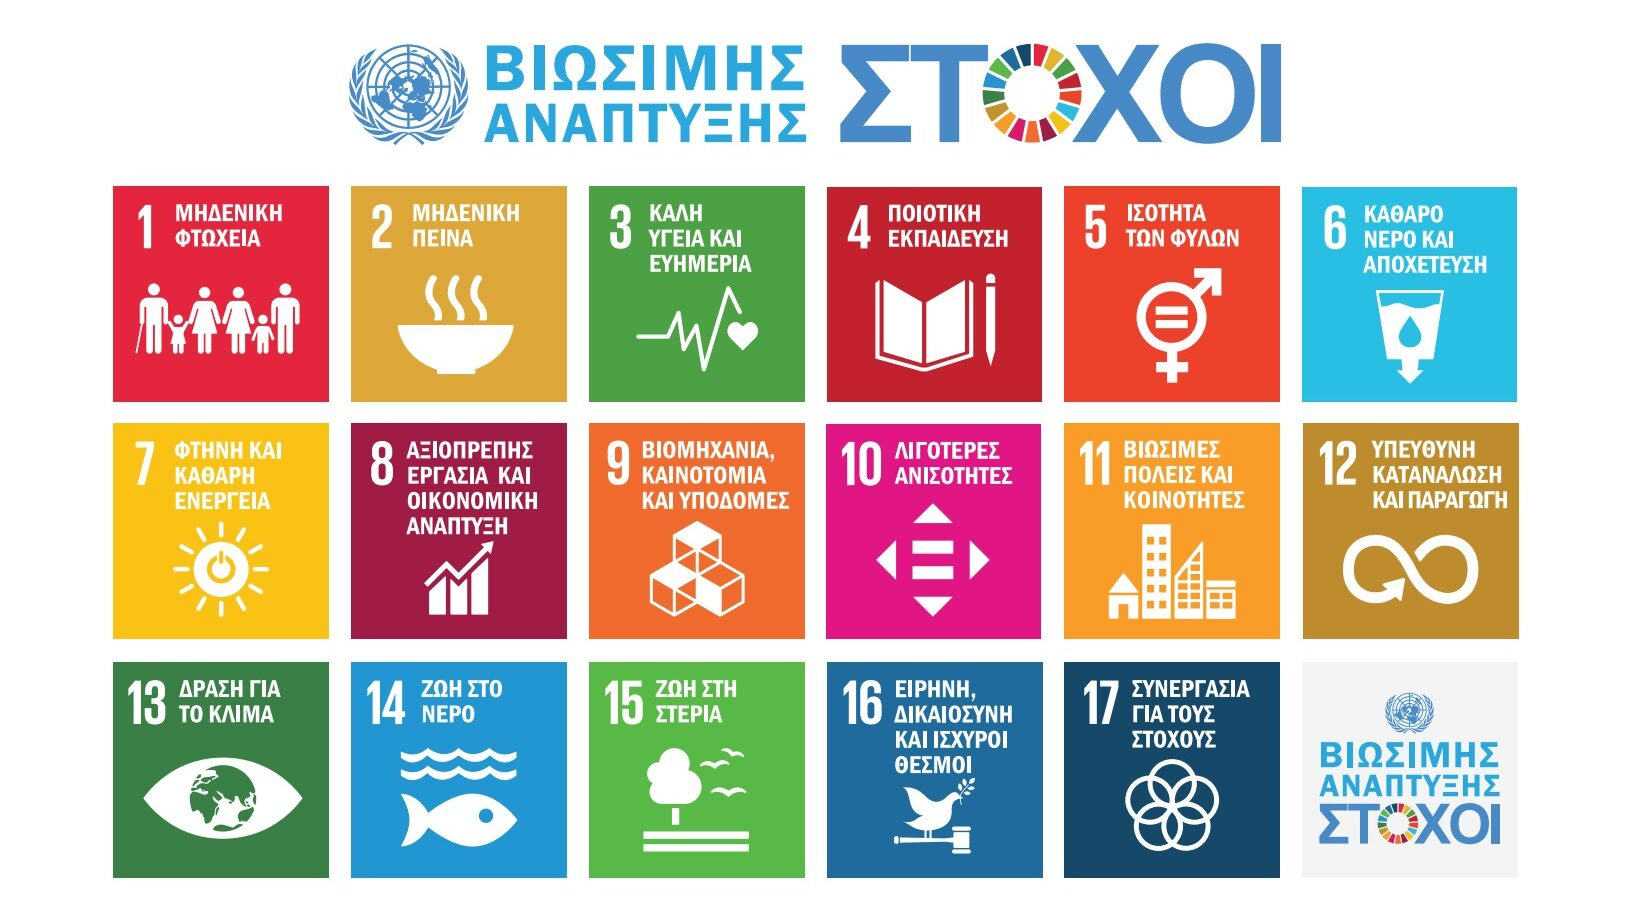 ΒΙΩΣΙΜΗΣ
ΑΝΑΠΤΥΞΗΣ
ΣΤΟΧΟΙ
1 ΜΗΔΕΝΙΚΗ
ΦΤΩΧΕΙΑ
2 ΜΗΔΕΝΙΚΗ
ΠΕΙΝΑ
3 ΚΑΛΗ
ΥΓΕΙΑ ΚΑΙ
ΕΥΗΜΕΡΙΑ
4 ΠΟΙΟΤΙΚΗ
ΕΚΠΑΙΔΕΥΣΗ
5 ΙΣΟΤΗΤΑ
ΤΩΝ ΦΥΛΩΝ
6 ΚΑΘΑΡΟ
ΝΕΡΟ ΚΑΙ
ΑΠΟΧΕΤΕΥΣΗ
7 ΦΤΗΝΗ ΚΑΙ
ΚΑΘΑΡΗ
ΕΝΕΡΓΕΙΑ
8 ΑΞΙΟΠΡΕΠΗΣ
ΕΡΓΑΣΙΑ ΚΑΙ
ΟΙΚΟΝΟΜΙΚΗ
ΑΝΑΠΤΥΞΗ
9 ΒΙΟΜΗΧΑΝΙΑ,
ΚΑΙΝΟΤΟΜΙΑ
ΚΑΙ ΥΠΟΔΟΜΕΣ
10 ΛΙΓΟΤΕΡΕΣ
ΑΝΙΣΟΤΗΤΕΣ
11 ΒΙΩΣΙΜΕΣ
ΠΟΛΕΙΣ ΚΑΙ
ΚΟΙΝΟΤΗΤΕΣ
12 ΥΠΕΥΘΥΝΗ
ΚΑΤΑΝΑΛΩΣΗ
ΚΑΙ ΠΑΡΑΓΩΓΗ
13 ΔΡΑΣΗ ΓΙΑ
ΤΟ ΚΛΙΜΑ
14 ΖΩΗ ΣΤΟ
ΝΕΡΟ
15 ΖΩΗ ΣΤΗ
ΣΤΕΡΙΑ
16 ΕΙΡΗΝΗ,
ΔΙΚΑΙΟΣΥΝΗ
ΚΑΙ ΙΣΧΥΡΟΙ
ΘΕΣΜΟΙ
17 ΣΥΝΕΡΓΑΣΙΑ
ΓΙΑ ΤΟΥΣ
ΣΤΟΧΟΥΣ
ΒΙΩΣΙΜΗΣ
ΑΝΑΠΤΥΞΗΣ
ΣΤΟΧΟΙ